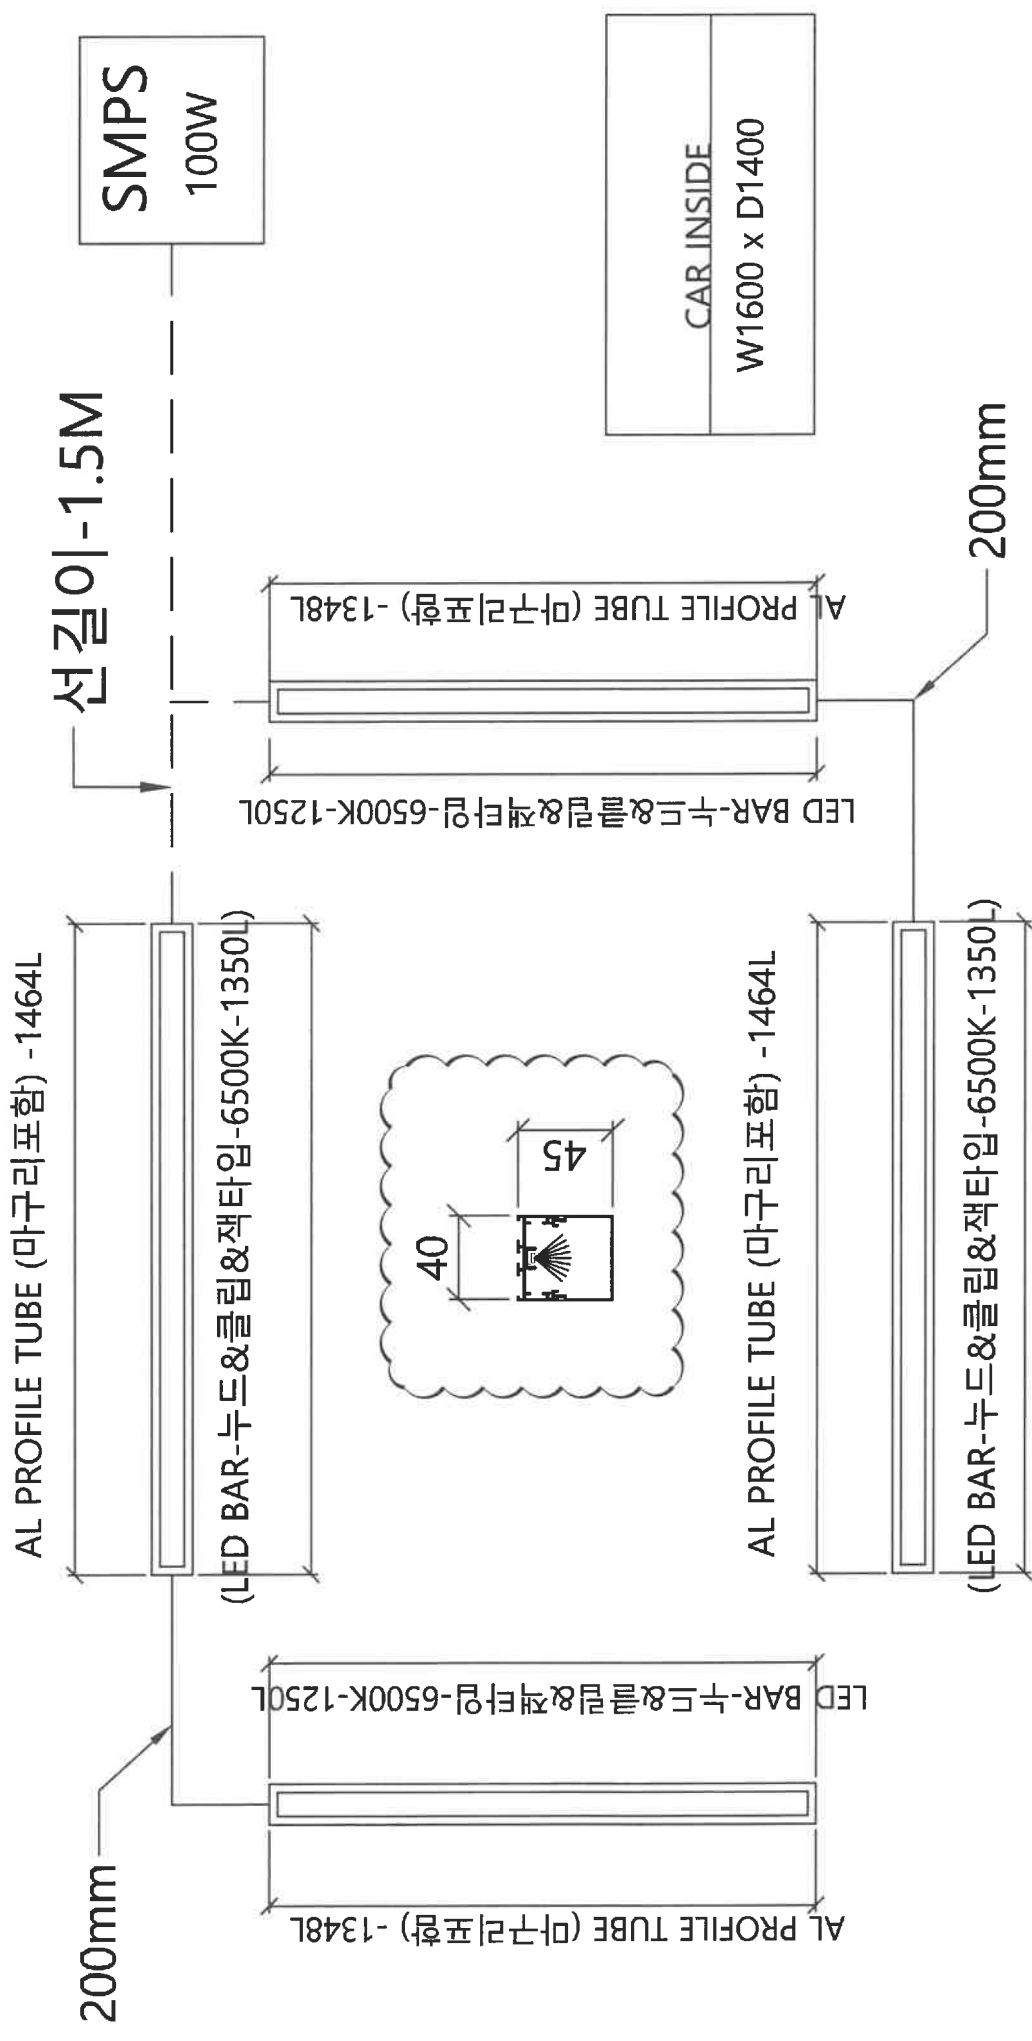 SMPS
100W
선길이-1.5M
CAR INSIDE
W1600 x D1400
200mm
AL PROFILE TUBE (마구리포함) -1348L
LED BAR-누드&클립&잭타입-6500K-1250L
AL PROFILE TUBE (마구리포함) -1464L
(LED BAR-누드&클립&잭타입-6500K-1350L)
40
45
AL PROFILE TUBE (마구리포함) -1464L
(LED BAR-누드&클립&잭타입-6500K-1350L)
LED BAR-누드&클립&잭타입-6500K-1250L
AL PROFILE TUBE (마구리포함) -1348L
200mm